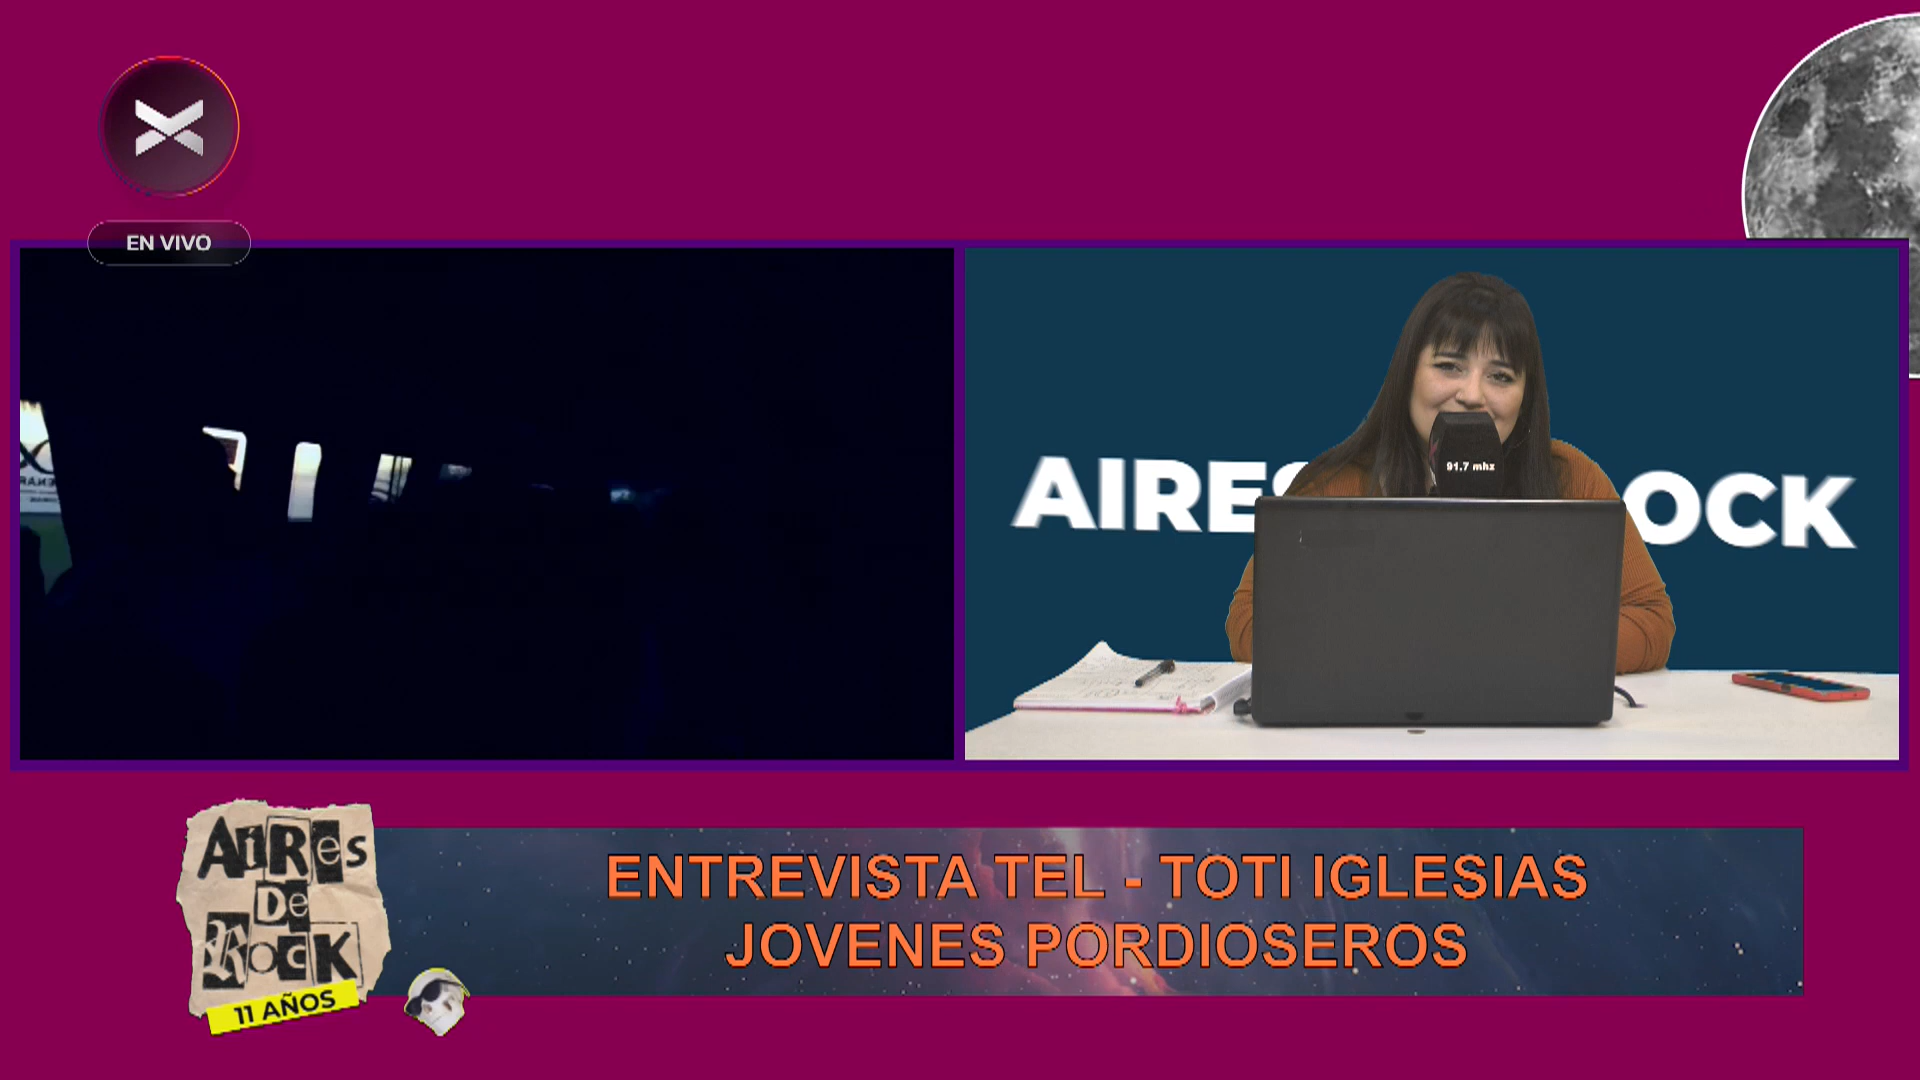 EN VIVO
AIRES
OCK
91.7 mhz
AiRes
De
RocK
11 AÑOS
ENTREVISTA TEL - TOTI IGLESIAS
JOVENES PORDIOSEROS